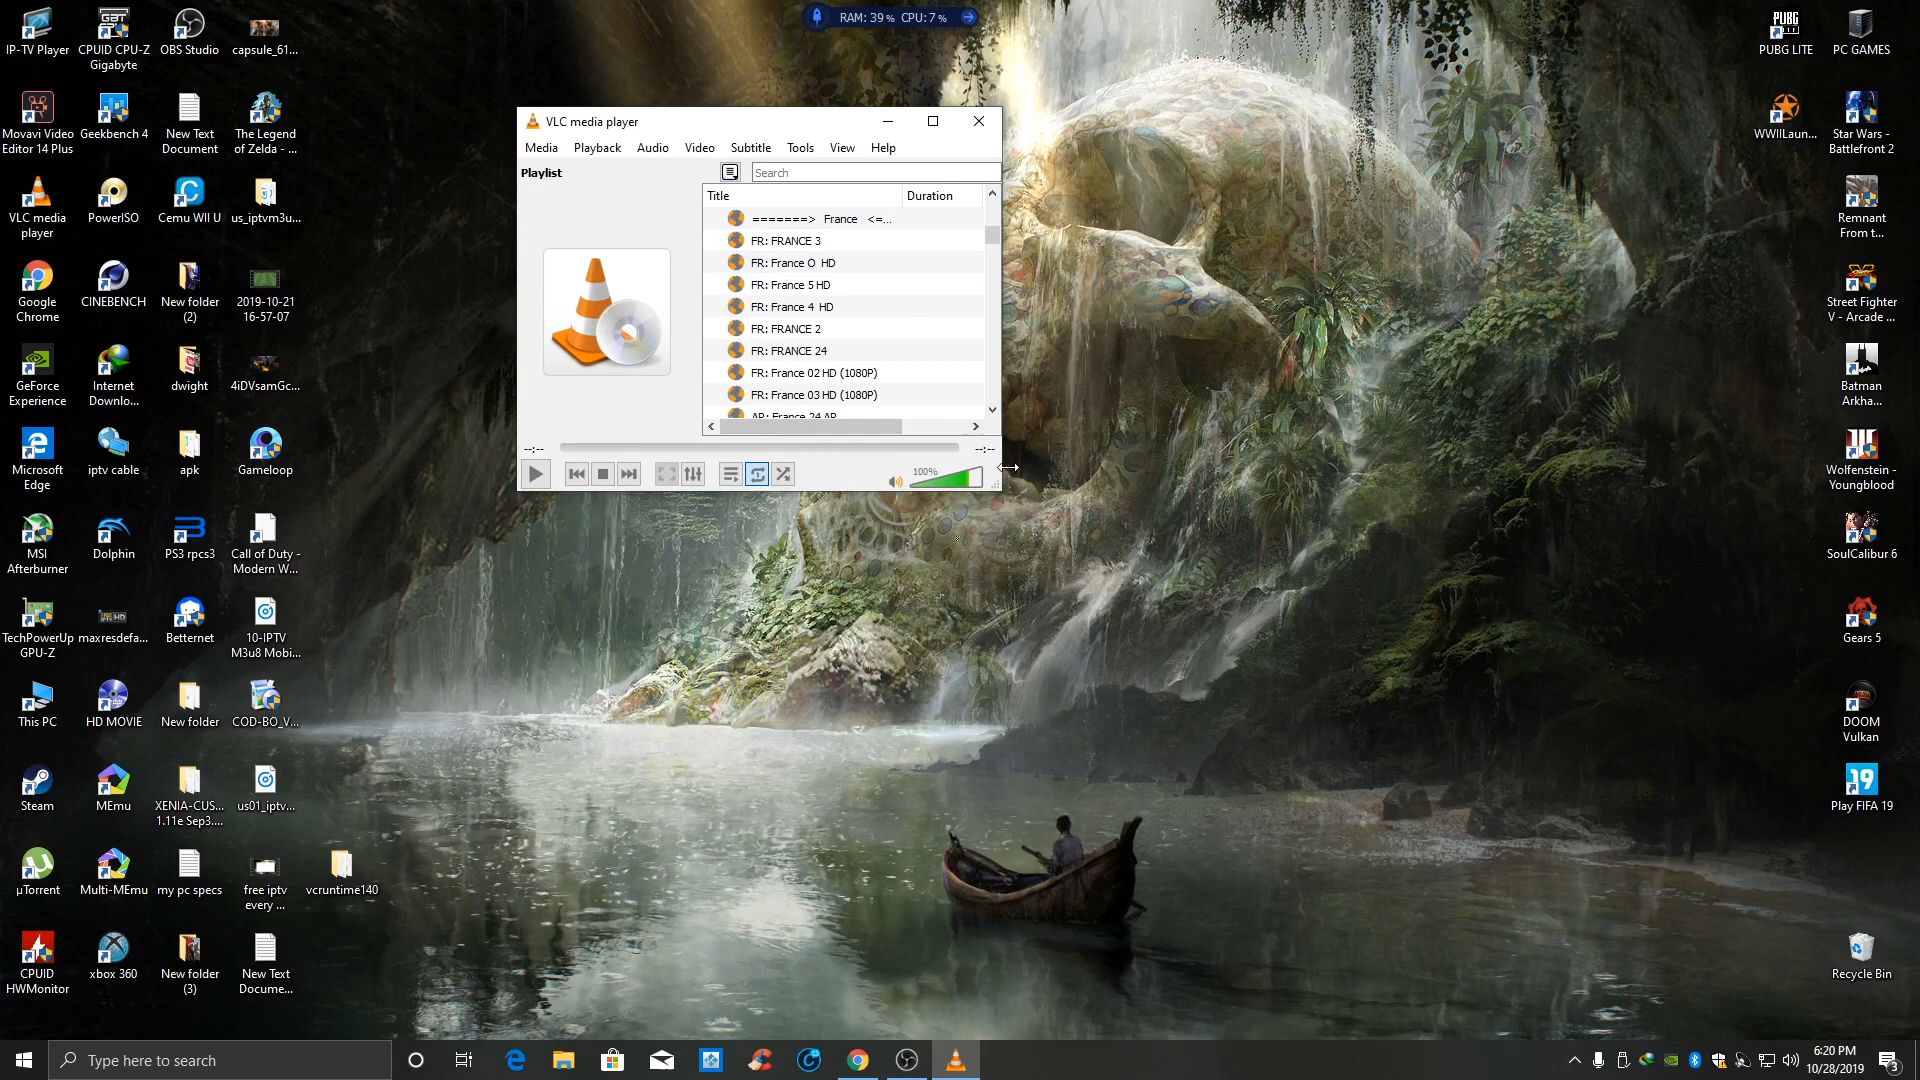 RAM: 39 % CPU: 7 %
IP-TV Player
CPUID CPU-Z
Gigabyte
OBS Studio
capsule_61...
PUBG LITE
PC GAMES
Movavi Video
Editor 14 Plus
Geekbench 4
New Text
Document
The Legend
of Zelda - ...
WWIILaun...
Star Wars -
Battlefront 2
VLC media
player
PowerISO
Cemu WII U
us_iptvm3u...
Remnant
From t...
Google
Chrome
CINEBENCH
New folder
(2)
2019-10-21
16-57-07
Street Fighter
V - Arcade ...
GeForce
Experience
Internet
Downlo...
dwight
4iDVsamGc...
Batman
Arkha...
Microsoft
Edge
iptv cable
apk
Gameloop
Wolfenstein -
Youngblood
MSI
Afterburner
Dolphin
PS3 rpcs3
Call of Duty -
Modern W...
SoulCalibur 6
TechPowerUp
GPU-Z
maxresdefa...
Betternet
10-IPTV
M3u8 Mobi...
Gears 5
This PC
HD MOVIE
New folder
COD-BO_V...
DOOM
Vulkan
Steam
MEmu
XENIA-CUS...
1.11e Sep3....
us01_iptv...
19
Play FIFA 19
µTorrent
Multi-MEmu
my pc specs
free iptv
every ...
vcruntime140
CPUID
HWMonitor
xbox 360
New folder
(3)
New Text
Docume...
Recycle Bin
VLC media player
Media Playback Audio Video Subtitle Tools View Help
Playlist
Search
Title Duration
=======> France <=...
FR: FRANCE 3
FR: France O HD
FR: France 5 HD
FR: France 4 HD
FR: FRANCE 2
FR: FRANCE 24
FR: France 02 HD (1080P)
FR: France 03 HD (1080P)
AR: France 24 AR
--:-- --:--
100%
Type here to search
6:20 PM
10/28/2019
3